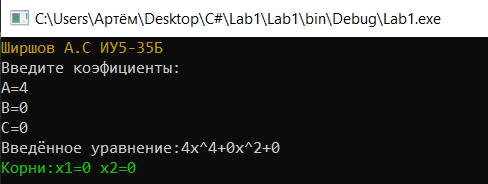 C:\Users\Артём\Desktop\C#\Lab1\Lab1\bin\Debug\Lab1.exe
Ширшов А.С ИУ5-35Б
Введите коэфициенты:
A=4
B=0
C=0
Введённое уравнение:4x^4+0x^2+0
Корни:x1=0 x2=0